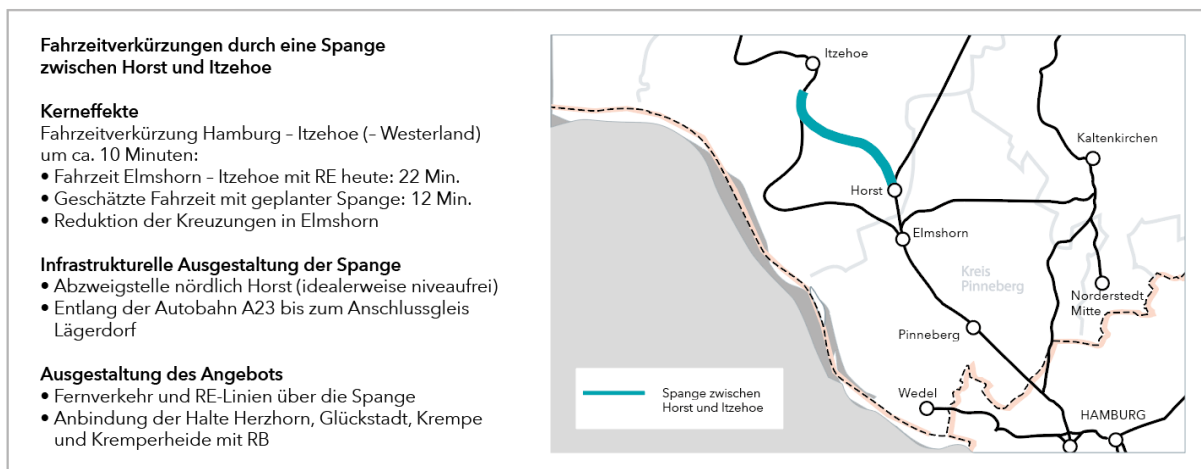 Fahrzeitverkürzungen durch eine Spange
zwischen Horst und Itzehoe
Kerneffekte
Fahrzeitverkürzung Hamburg – Itzehoe (– Westerland)
um ca. 10 Minuten:
• Fahrzeit Elmshorn – Itzehoe mit RE heute: 22 Min.
• Geschätzte Fahrzeit mit geplanter Spange: 12 Min.
• Reduktion der Kreuzungen in Elmshorn
Infrastrukturelle Ausgestaltung der Spange
• Abzweigstelle nördlich Horst (idealerweise niveaufrei)
• Entlang der Autobahn A23 bis zum Anschlussgleis
Lägerdorf
Ausgestaltung des Angebots
• Fernverkehr und RE-Linien über die Spange
• Anbindung der Halte Herzhorn, Glückstadt, Krempe
und Kremperheide mit RB
Itzehoe
Kaltenkirchen
Horst
Elmshorn
Kreis
Pinneberg
Norderstedt
Mitte
Pinneberg
Wedel
HAMBURG
Spange zwischen
Horst und Itzehoe